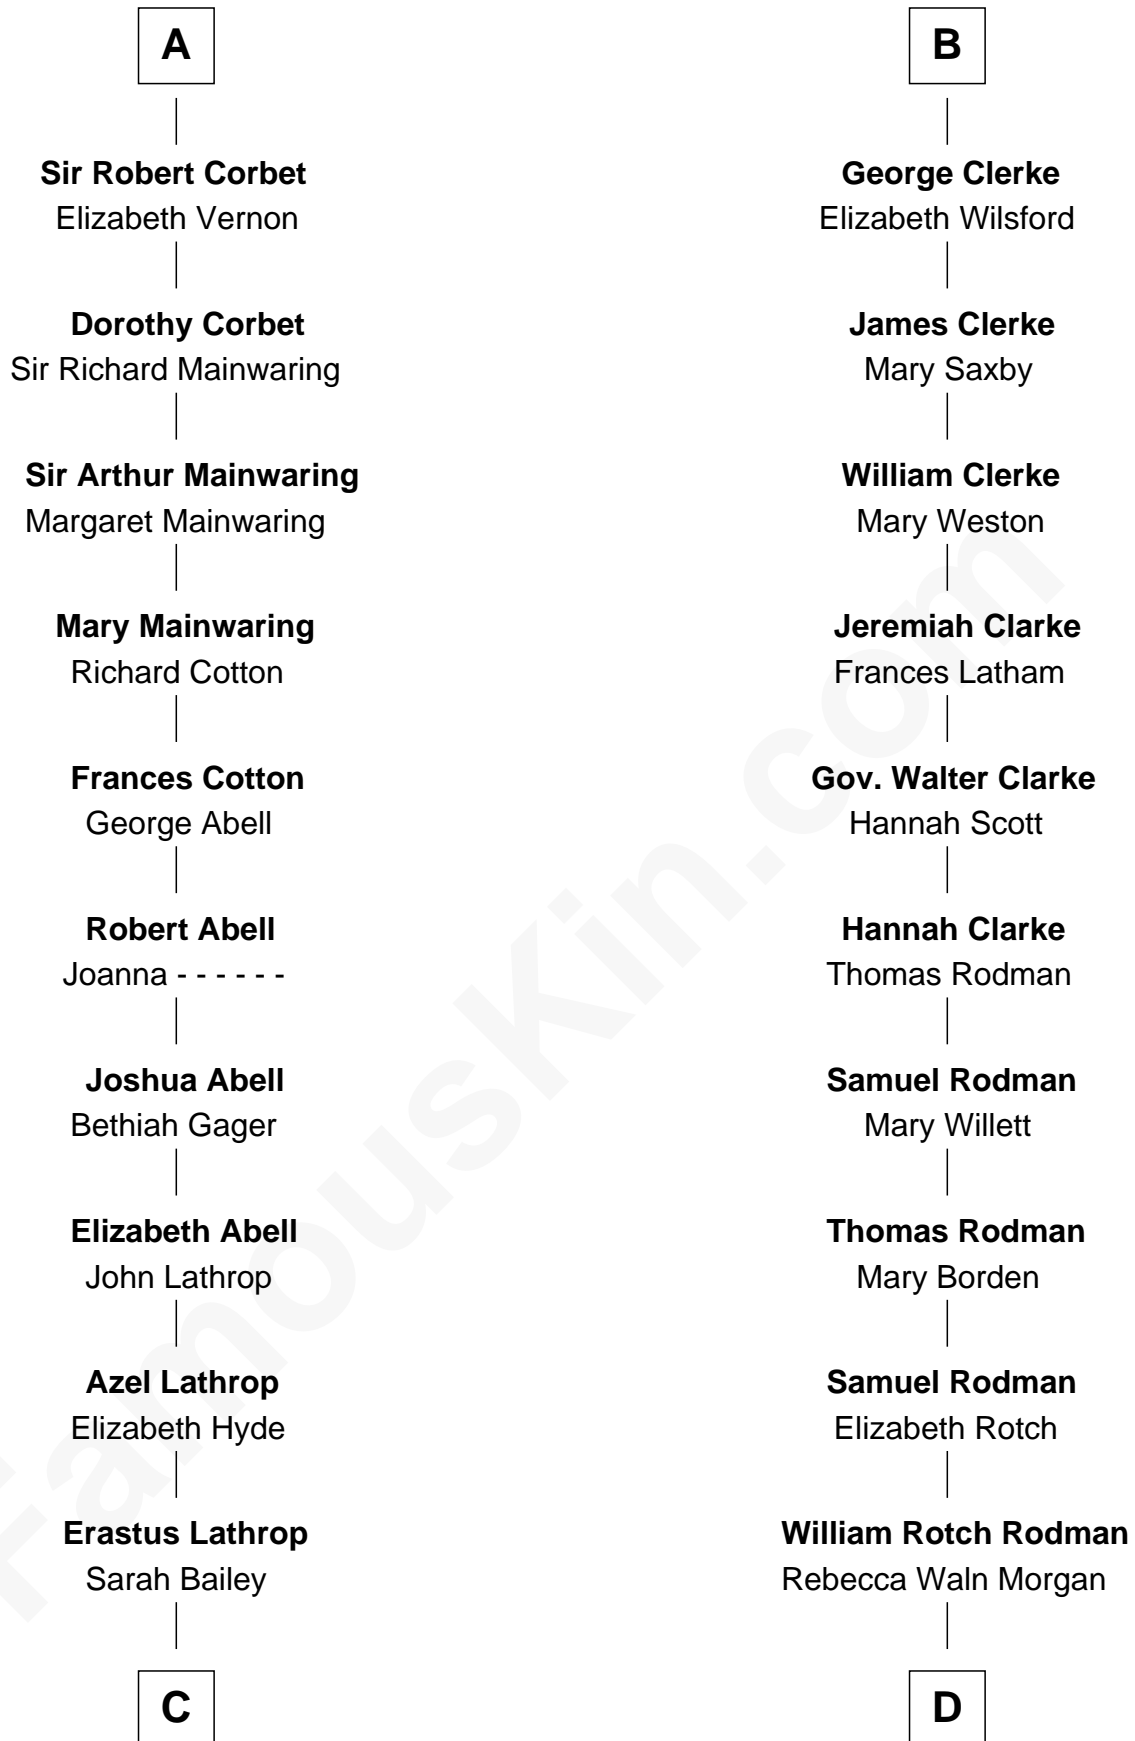 A
Sir Robert Corbet
Elizabeth Vernon
Dorothy Corbet
Sir Richard Mainwaring
Sir Arthur Mainwaring
Margaret Mainwaring
Mary Mainwaring
Richard Cotton
Frances Cotton
George Abell
Robert Abell
Joanna - - - - - -
Joshua Abell
Bethiah Gager
Elizabeth Abell
John Lathrop
Azel Lathrop
Elizabeth Hyde
Erastus Lathrop
Sarah Bailey
C
B
George Clerke
Elizabeth Wilsford
James Clerke
Mary Saxby
William Clerke
Mary Weston
Jeremiah Clarke
Frances Latham
Gov. Walter Clarke
Hannah Scott
Hannah Clarke
Thomas Rodman
Samuel Rodman
Mary Willett
Thomas Rodman
Mary Borden
Samuel Rodman
Elizabeth Rotch
William Rotch Rodman
Rebecca Waln Morgan
D
FamousKin.com